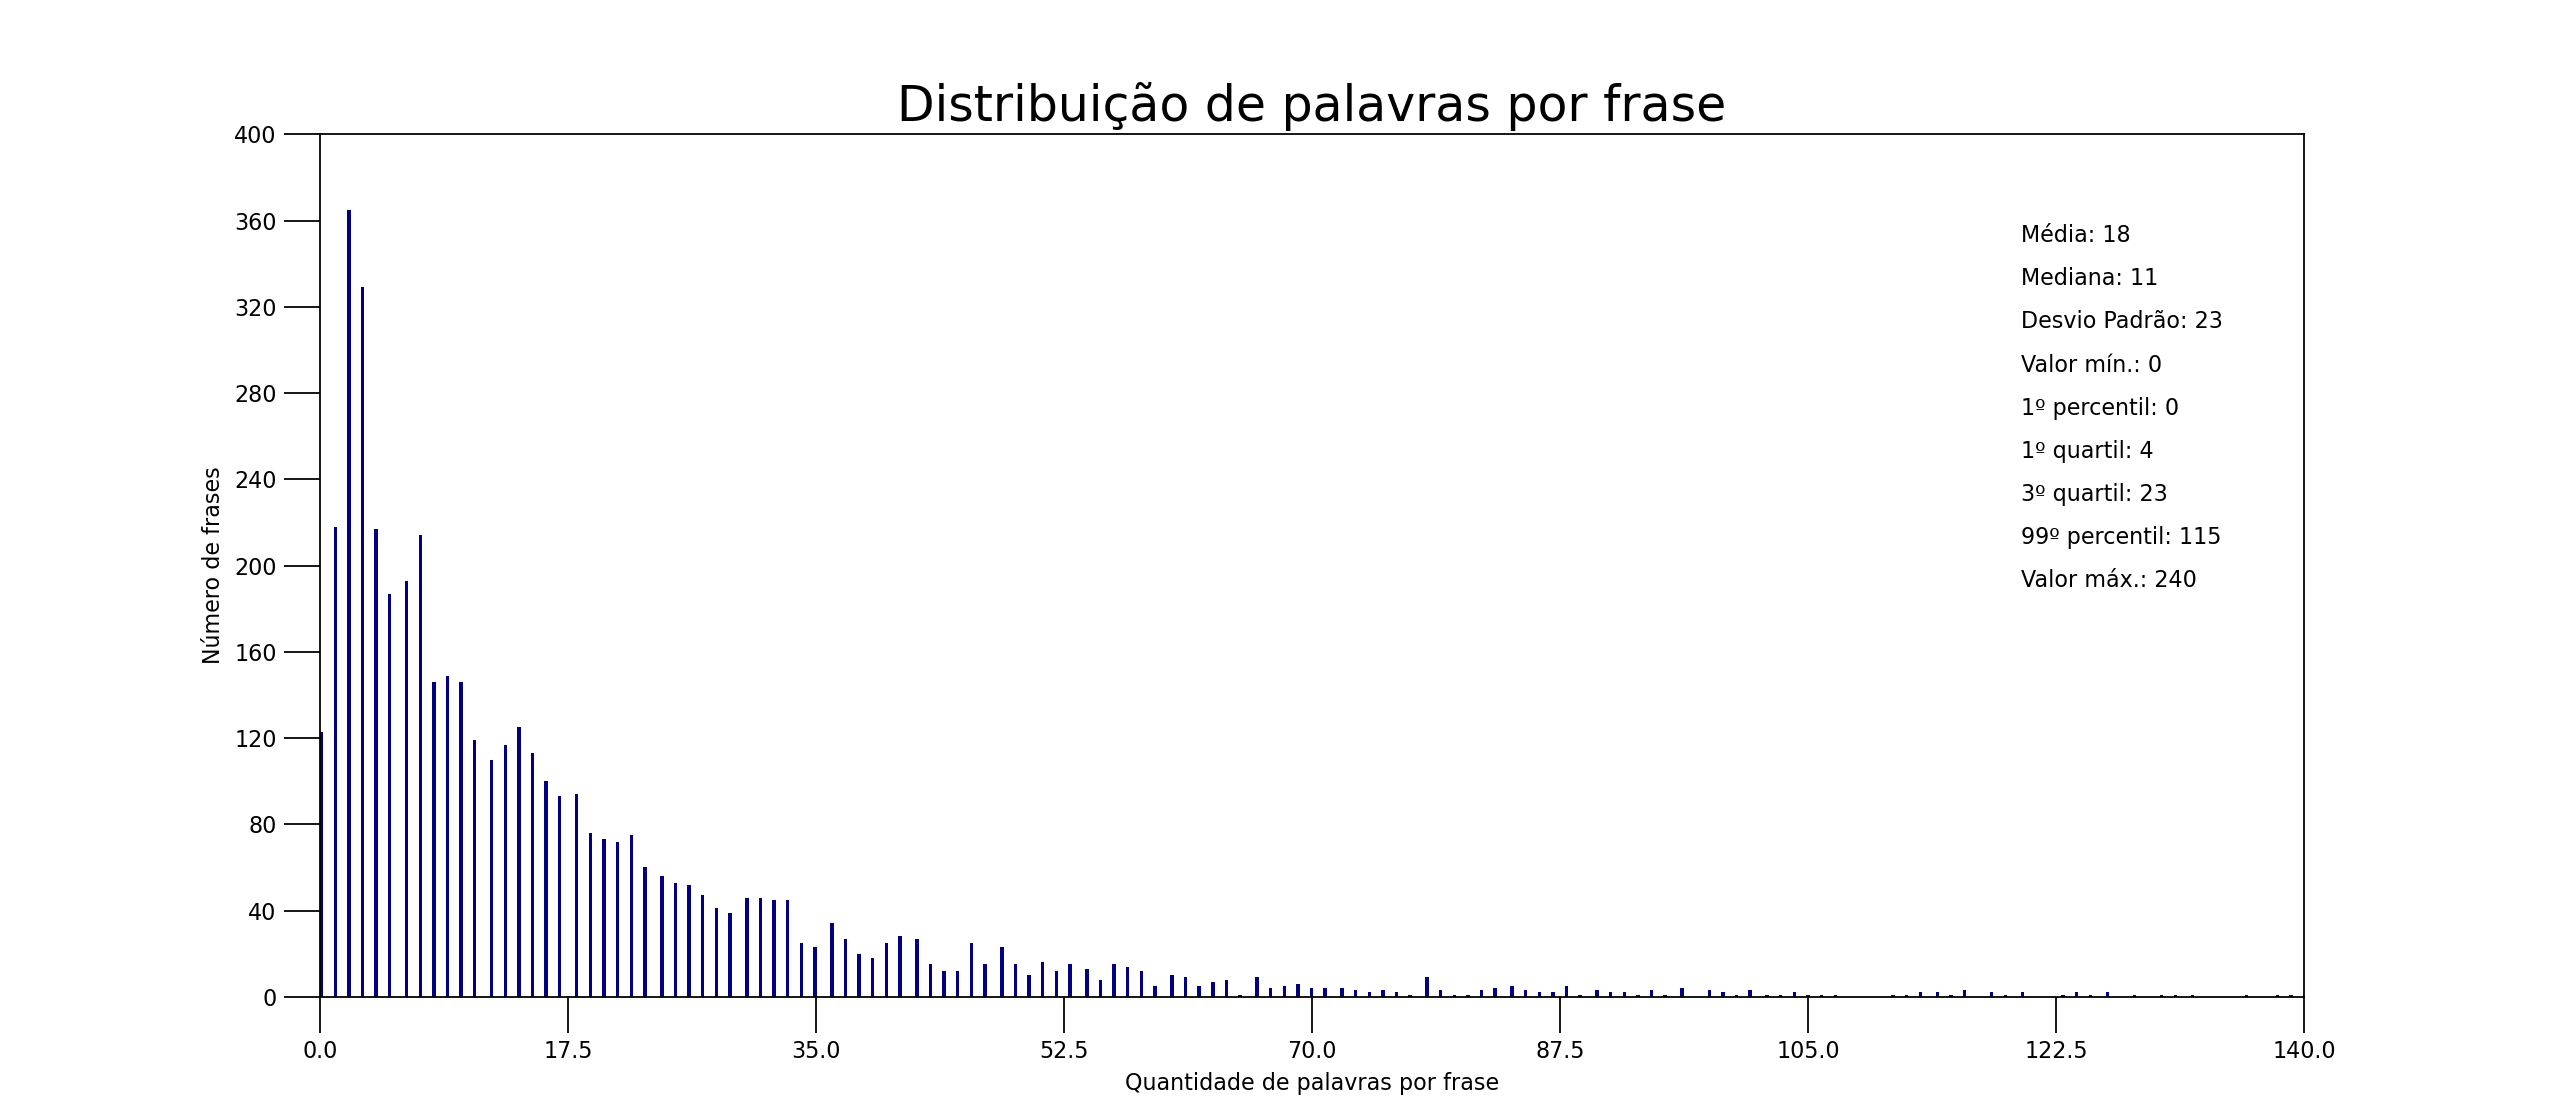 Distribuição de palavras por frase
400
360
320
280
240
200
160
120
80
40
0
Número de frases
Média: 18
Mediana: 11
Desvio Padrão: 23
Valor mín.: 0
1º percentil: 0
1º quartil: 4
3º quartil: 23
99º percentil: 115
Valor máx.: 240
0.0 17.5 35.0 52.5 70.0 87.5 105.0 122.5 140.0
Quantidade de palavras por frase